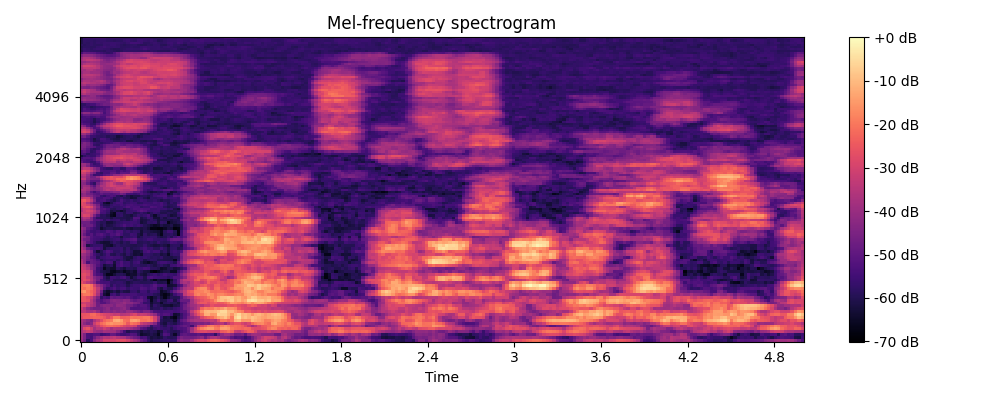 Mel-frequency spectrogram
Hz
4096
2048
1024
512
0
0 0.6 1.2 1.8 2.4 3 3.6 4.2 4.8
Time
+0 dB
-10 dB
-20 dB
-30 dB
-40 dB
-50 dB
-60 dB
-70 dB